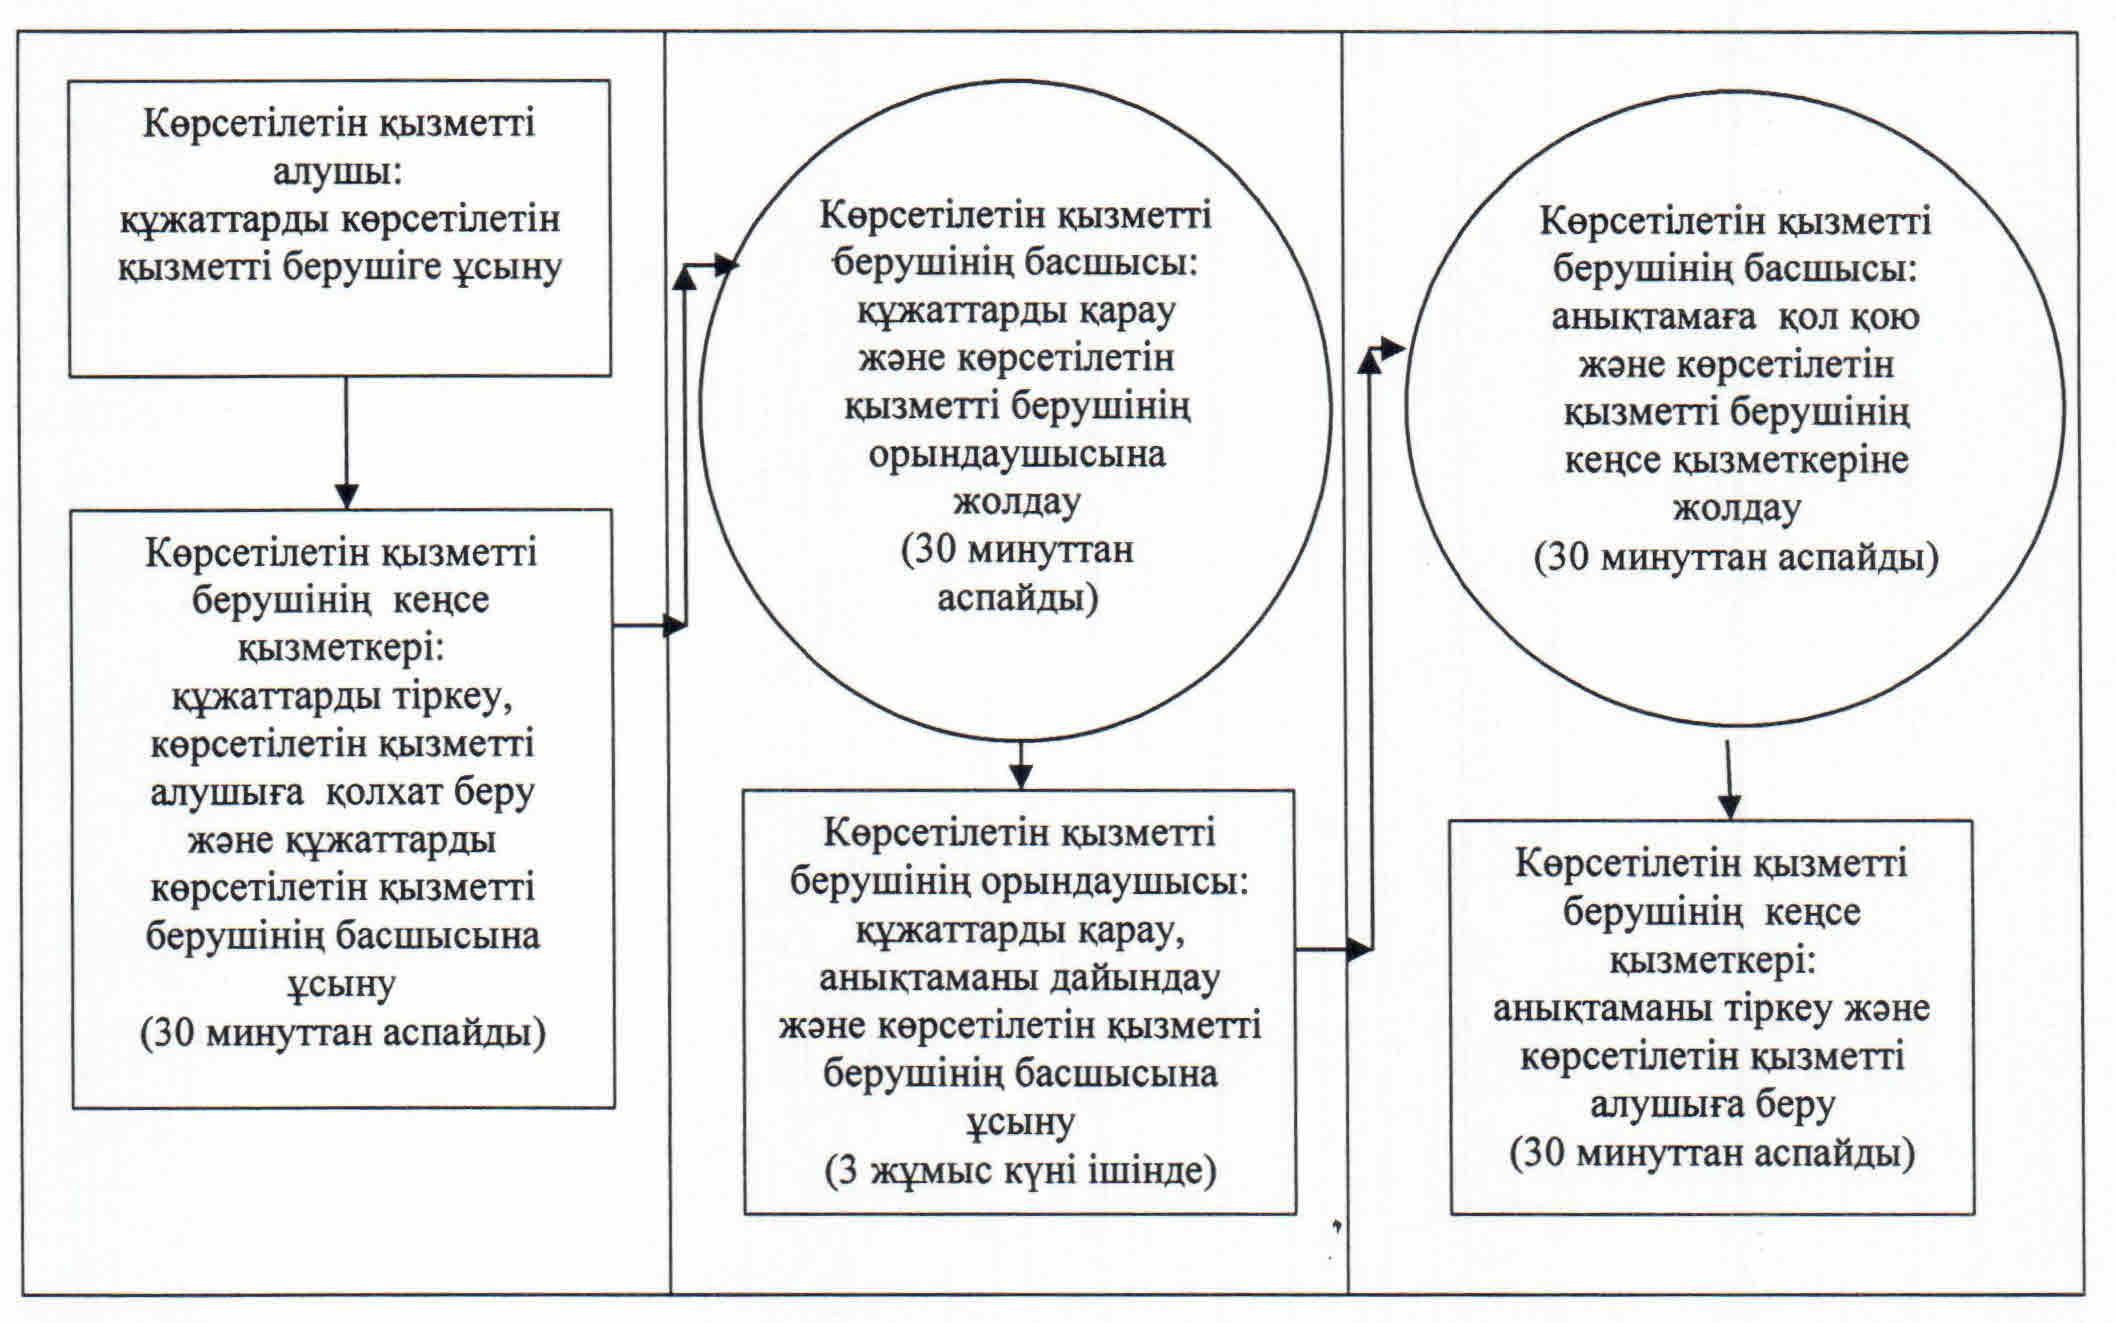 Көрсетілетін қызметті
алушы:
құжаттарды көрсетілетін
қызметті берушіге ұсыну
Көрсетілетін қызметті
берушінің кеңсе
қызметкері:
құжаттарды тіркеу,
көрсетілетін қызметті
алушыға қолхат беру
және құжаттарды
көрсетілетін қызметті
берушінің басшысына
ұсыну
(30 минуттан аспайды)
Көрсетілетін қызметті
берушінің басшысы:
құжаттарды қарау
және көрсетілетін
қызметті берушінің
орындаушысына
жолдау
(30 минуттан
аспайды)
Көрсетілетін қызметті
берушінің орындаушысы:
құжаттарды қарау,
анықтаманы дайындау
және көрсетілетін қызметті
берушінің басшысына
ұсыну
(3 жұмыс күні ішінде)
Көрсетілетін қызметті
берушінің басшысы:
анықтамаға қол қою
және көрсетілетін
қызметті берушінің
кеңсе қызметкеріне
жолдау
(30 минуттан аспайды)
Көрсетілетін қызметті
берушінің кеңсе
қызметкері:
анықтаманы тіркеу және
көрсетілетін қызметті
алушыға беру
(30 минуттан аспайды)